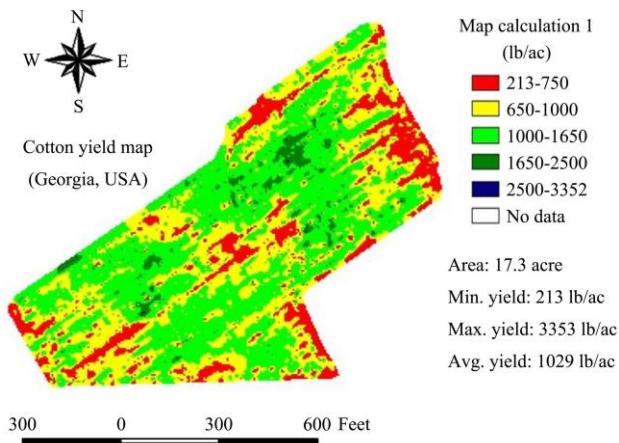 N
W E
S
Cotton yield map
(Georgia, USA)
Map calculation 1
(lb/ac)
213-750
650-1000
1000-1650
1650-2500
2500-3352
No data
Area: 17.3 acre
Min. yield: 213 lb/ac
Max. yield: 3353 lb/ac
Avg. yield: 1029 lb/ac
300 0 300 600 Feet